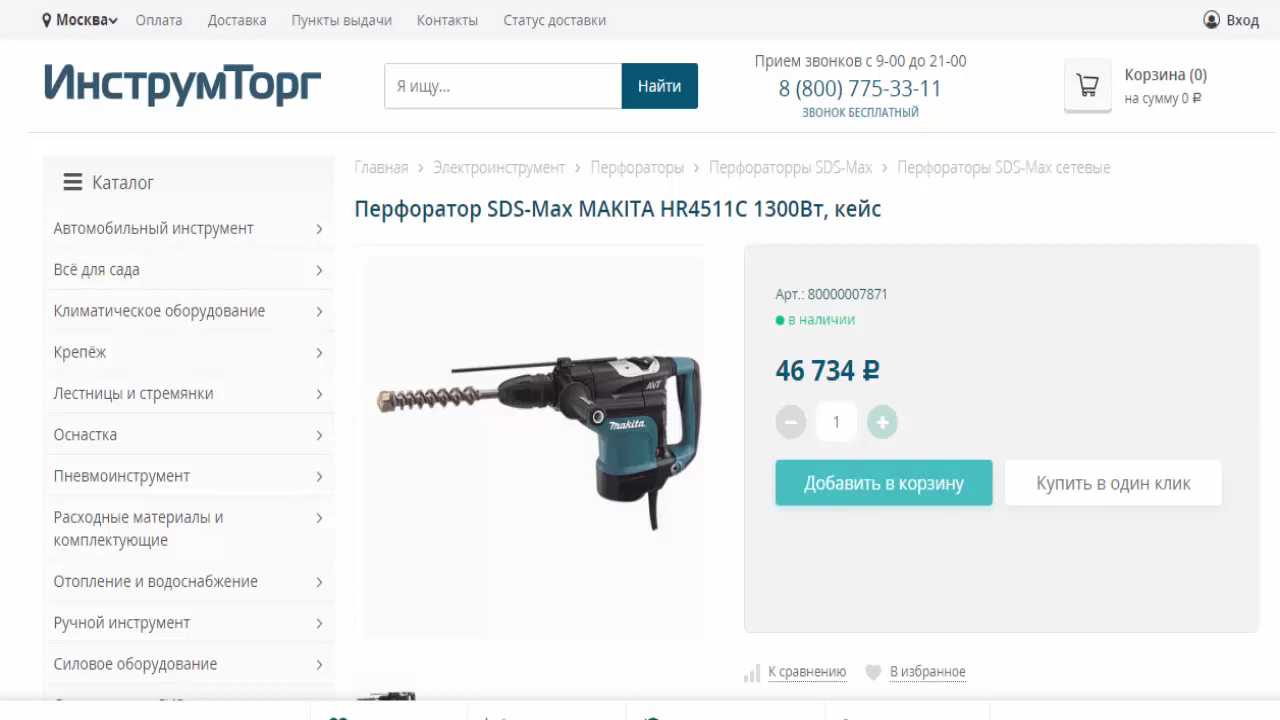 Москва
Оплата
Доставка
Пункты выдачи
Контакты
Статус доставки
Вход
ИнструмТорг
Я ищу...
Найти
Прием звонков с 9-00 до 21-00
8 (800) 775-33-11
ЗВОНОК БЕСПЛАТНЫЙ
Корзина (0)
на сумму 0 ₽
Каталог
Автомобильный инструмент
Всё для сада
Климатическое оборудование
Крепёж
Лестницы и стремянки
Оснастка
Пневмоинструмент
Расходные материалы и
комплектующие
Отопление и водоснабжение
Ручной инструмент
Силовое оборудование
Главная > Электроинструмент > Перфораторы > Перфораторры SDS-Max > Перфораторы SDS-Max сетевые
Перфоратор SDS-Max MAKITA HR4511C 1300Вт, кейс
AVT
makita
Арт.: 80000007871
в наличии
46 734 ₽
1
Добавить в корзину
Купить в один клик
К сравнению
В избранное